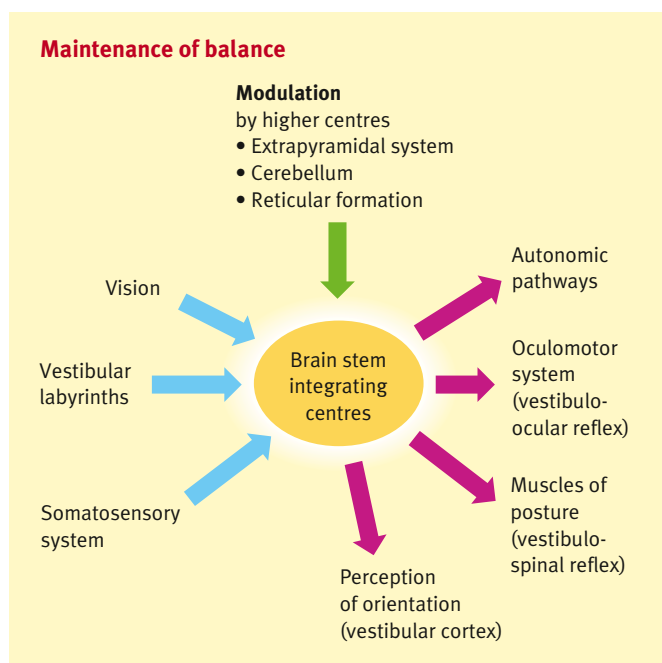 Maintenance of balance
Modulation
by higher centres
• Extrapyramidal system
• Cerebellum
• Reticular formation
Vision
Vestibular
labyrinths
Somatosensory
system
Brain stem
integrating
centres
Autonomic
pathways
Oculomotor
system
(vestibulo-
ocular reflex)
Muscles of
posture
(vestibulo-
spinal reflex)
Perception
of orientation
(vestibular cortex)